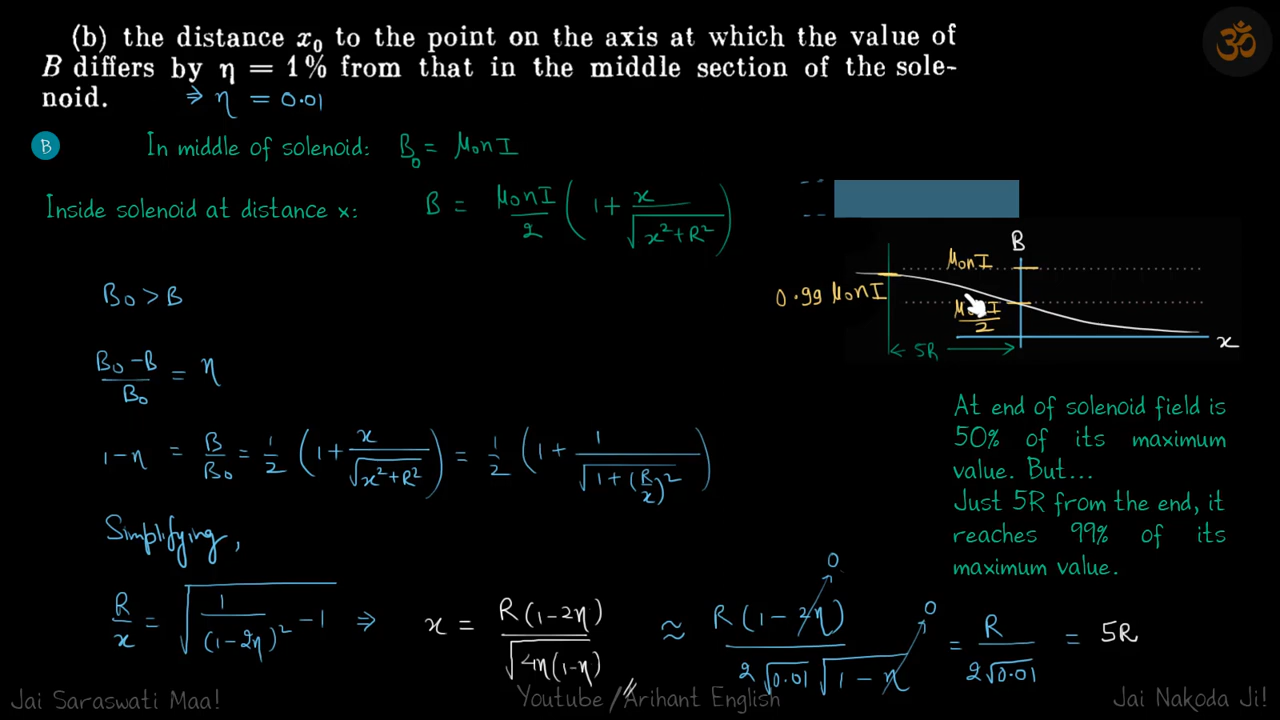 (b) the distance x₀ to the point on the axis at which the value of
B differs by η = 1% from that in the middle section of the sole-
noid. ⇒ η = 0.01
ॐ
B In middle of solenoid: B₀ = μ₀nI
Inside solenoid at distance x: B = μ₀nI/2 (1 + x/√(x²+R²))
B
μ₀nI
0.99 μ₀nI
μ₀nI/2
5R
x
B₀ > B
(B₀ − B)/B₀ = η
1−η = B/B₀ = 1/2 (1 + x/√(x²+R²)) = 1/2 (1 + 1/√(1+(R/x)²))
Simplifying,
R/x = √(1/(1−2η)² − 1) ⇒ x = R(1−2η)/√(4η(1−η)) ≈ R(1−2η)/(2√0.01 √(1−η)) = R/(2√0.01) = 5R
0
0
At end of solenoid field is
50% of its maximum
value. But...
Just 5R from the end, it
reaches 99% of its
maximum value.
Jai Saraswati Maa! Youtube / Arihant English Jai Nakoda Ji!